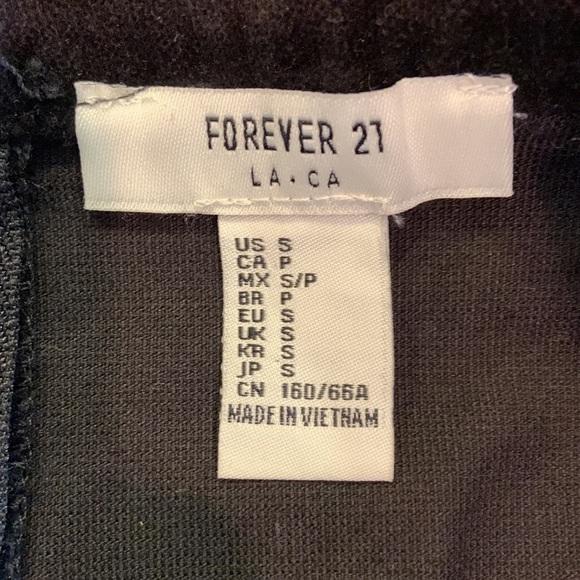 FOREVER 21
LA · CA
US S
CA P
MX S/P
BR P
EU S
UK S
KR S
JP S
CN 160/66A
MADE IN VIETNAM